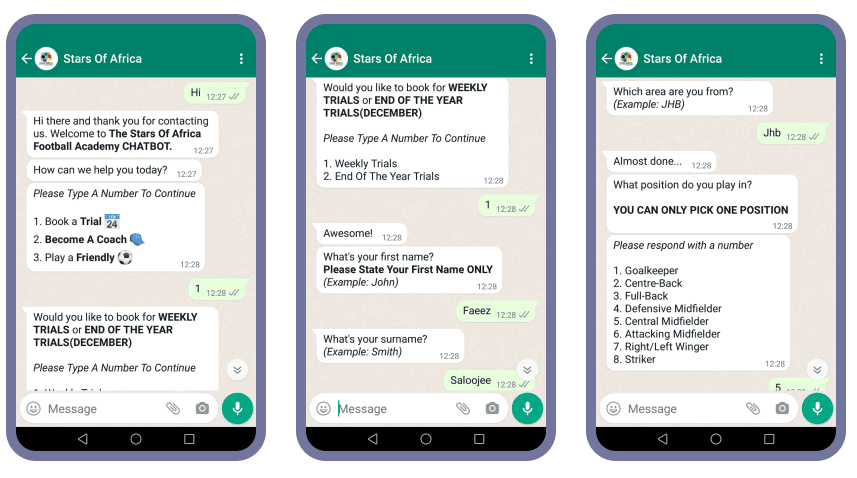 Stars Of Africa
Hi 12:27
Hi there and thank you for contacting
us. Welcome to The Stars Of Africa
Football Academy CHATBOT.
12:27
How can we help you today? 12:27
Please Type A Number To Continue
1. Book a Trial
24
2. Become A Coach
3. Play a Friendly
12:28
1 12:28
Would you like to book for WEEKLY
TRIALS or END OF THE YEAR
TRIALS(DECEMBER)
Please Type A Number To Continue
1. Weekly Trials
Message
Stars Of Africa
Would you like to book for WEEKLY
TRIALS or END OF THE YEAR
TRIALS(DECEMBER)
Please Type A Number To Continue
1. Weekly Trials
2. End Of The Year Trials
12:28
1 12:28
Awesome! 12:28
What's your first name?
Please State Your First Name ONLY
(Example: John) 12:28
Faeez 12:28
What's your surname?
(Example: Smith) 12:28
Saloojee 12:28
Message
Stars Of Africa
Which area are you from?
(Example: JHB) 12:28
Jhb 12:28
Almost done... 12:28
What position do you play in?
YOU CAN ONLY PICK ONE POSITION
12:28
Please respond with a number
1. Goalkeeper
2. Centre-Back
3. Full-Back
4. Defensive Midfielder
5. Central Midfielder
6. Attacking Midfielder
7. Right/Left Winger
8. Striker
12:28
5
Message